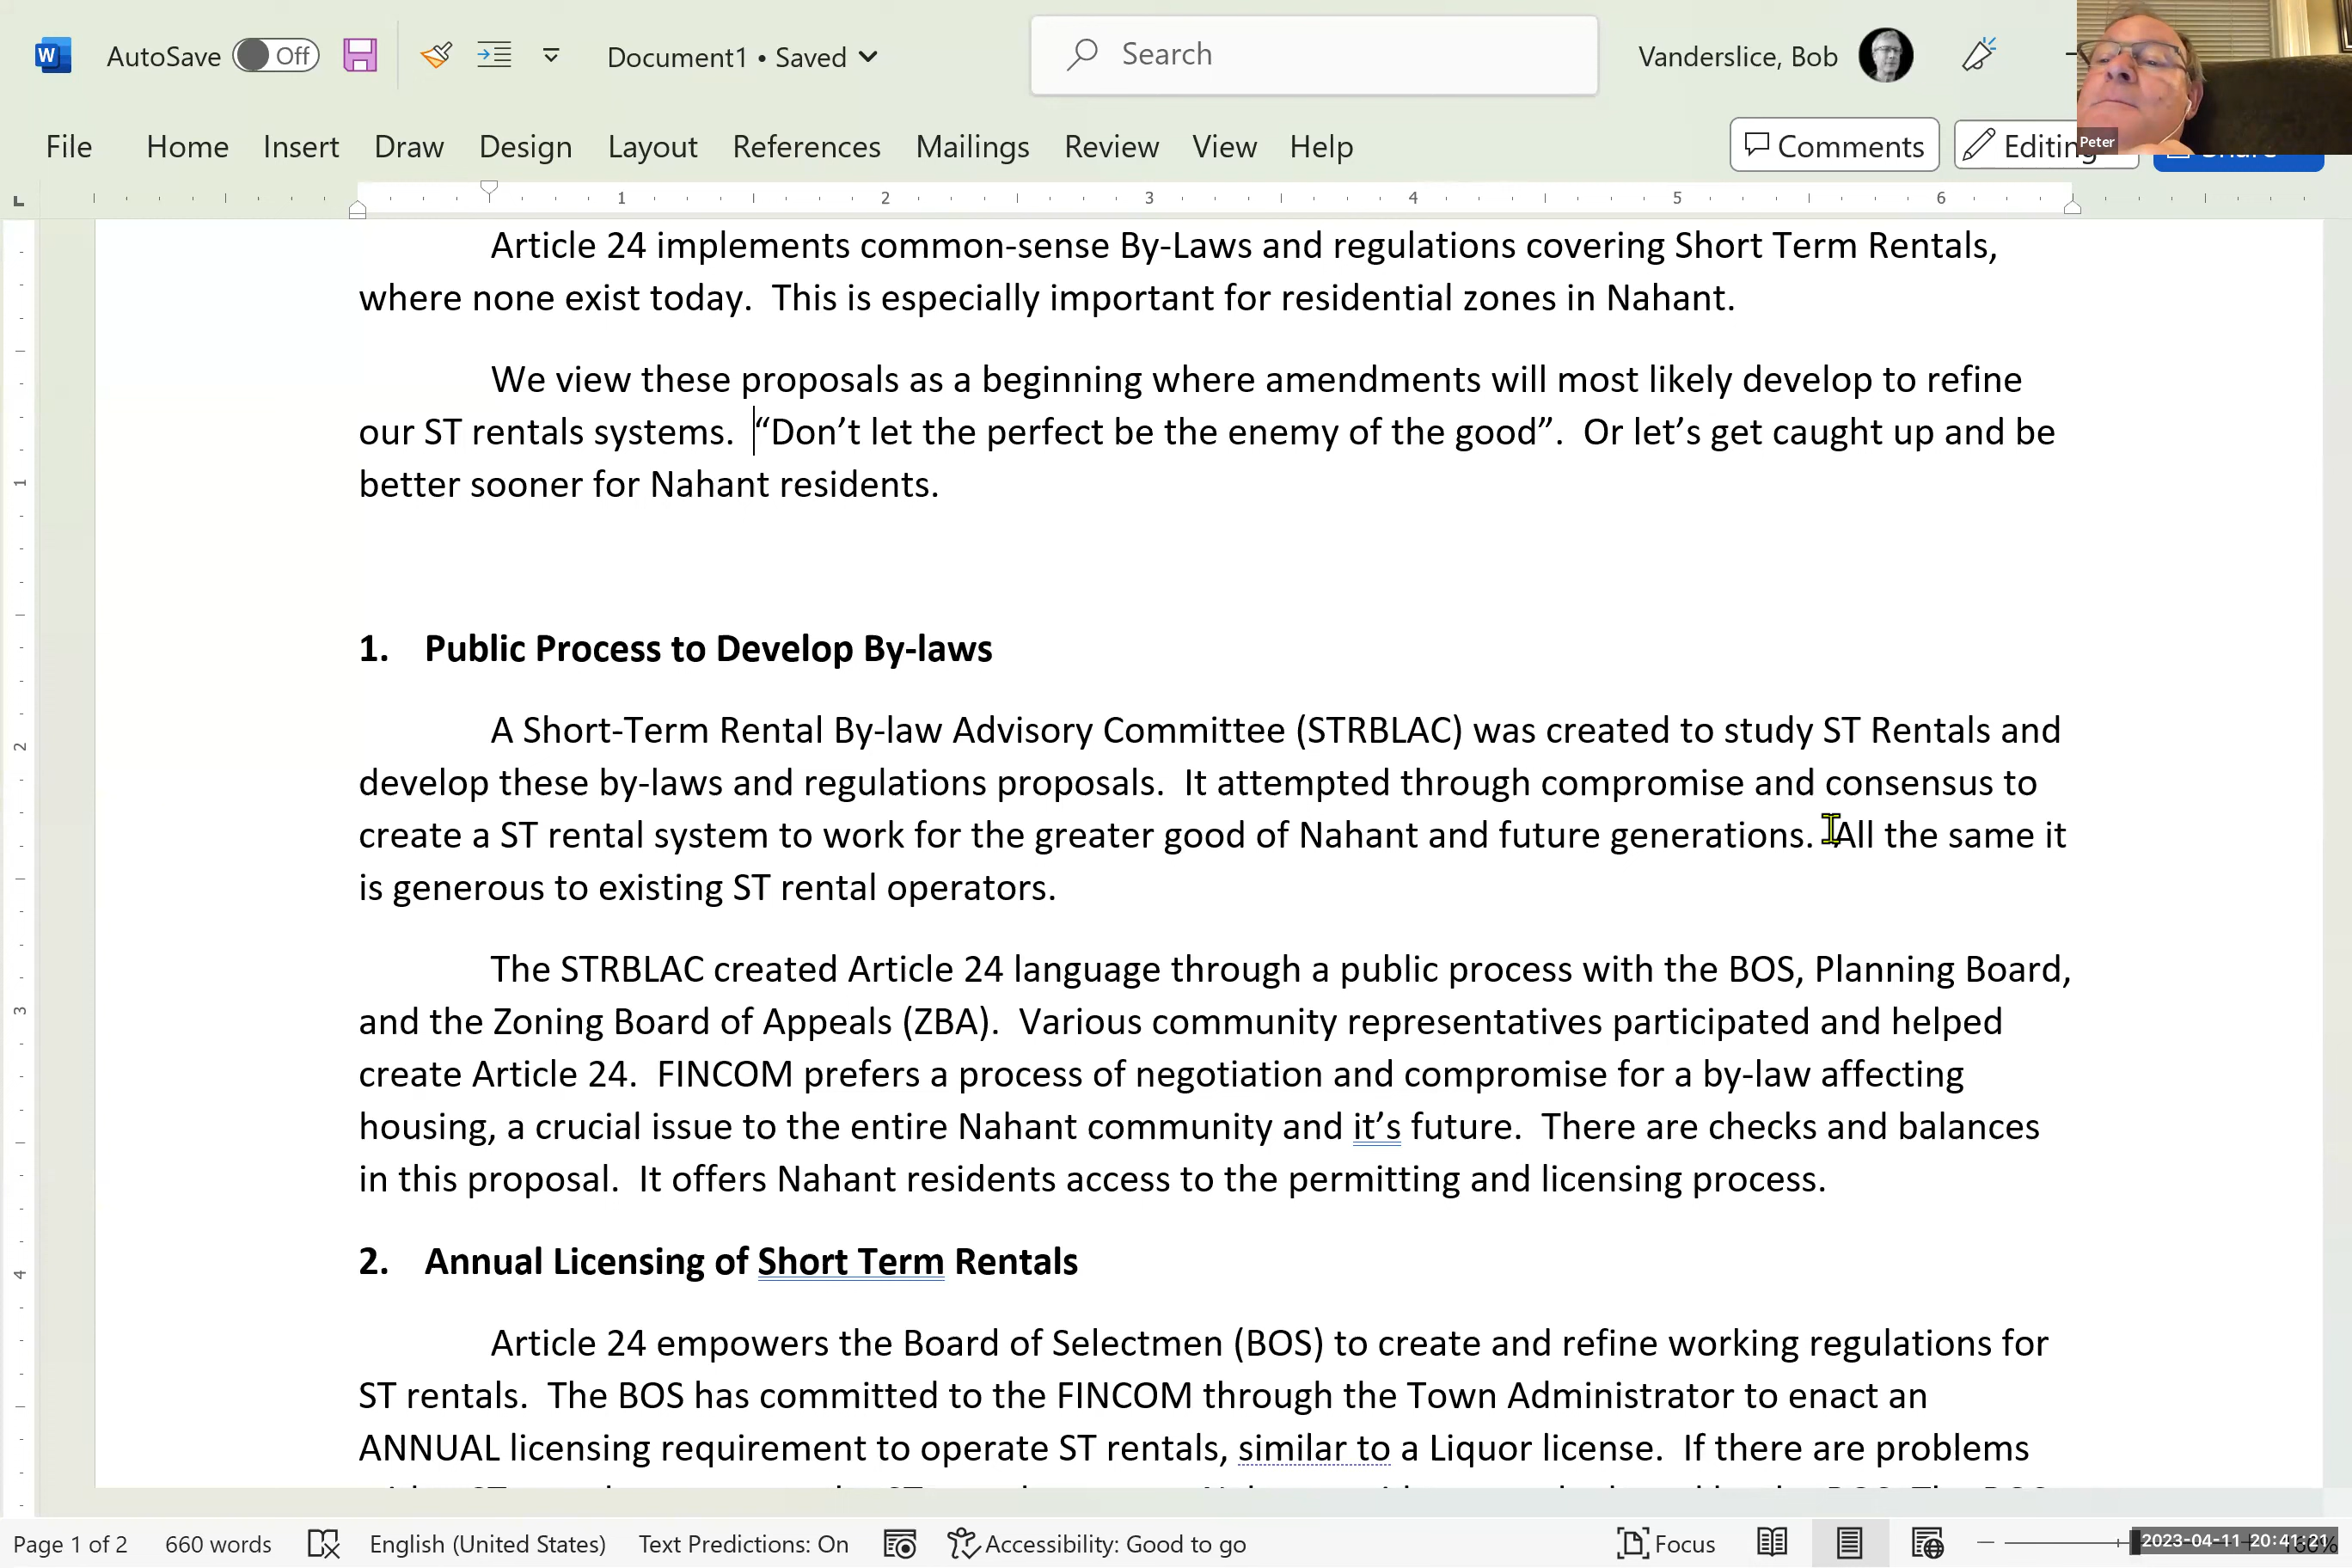 AutoSave Off Document1 • Saved Search Vanderslice, Bob
File Home Insert Draw Design Layout References Mailings Review View Help Comments Editing Peter
1 2 3 4 5 6
Article 24 implements common-sense By-Laws and regulations covering Short Term Rentals,
where none exist today. This is especially important for residential zones in Nahant.
We view these proposals as a beginning where amendments will most likely develop to refine
our ST rentals systems. “Don’t let the perfect be the enemy of the good”. Or let’s get caught up and be
better sooner for Nahant residents.
1. Public Process to Develop By-laws
A Short-Term Rental By-law Advisory Committee (STRBLAC) was created to study ST Rentals and
develop these by-laws and regulations proposals. It attempted through compromise and consensus to
create a ST rental system to work for the greater good of Nahant and future generations. All the same it
is generous to existing ST rental operators.
The STRBLAC created Article 24 language through a public process with the BOS, Planning Board,
and the Zoning Board of Appeals (ZBA). Various community representatives participated and helped
create Article 24. FINCOM prefers a process of negotiation and compromise for a by-law affecting
housing, a crucial issue to the entire Nahant community and it’s future. There are checks and balances
in this proposal. It offers Nahant residents access to the permitting and licensing process.
2. Annual Licensing of Short Term Rentals
Article 24 empowers the Board of Selectmen (BOS) to create and refine working regulations for
ST rentals. The BOS has committed to the FINCOM through the Town Administrator to enact an
ANNUAL licensing requirement to operate ST rentals, similar to a Liquor license. If there are problems
Page 1 of 2 660 words English (United States) Text Predictions: On Accessibility: Good to go Focus 2023-04-11 20:41:21